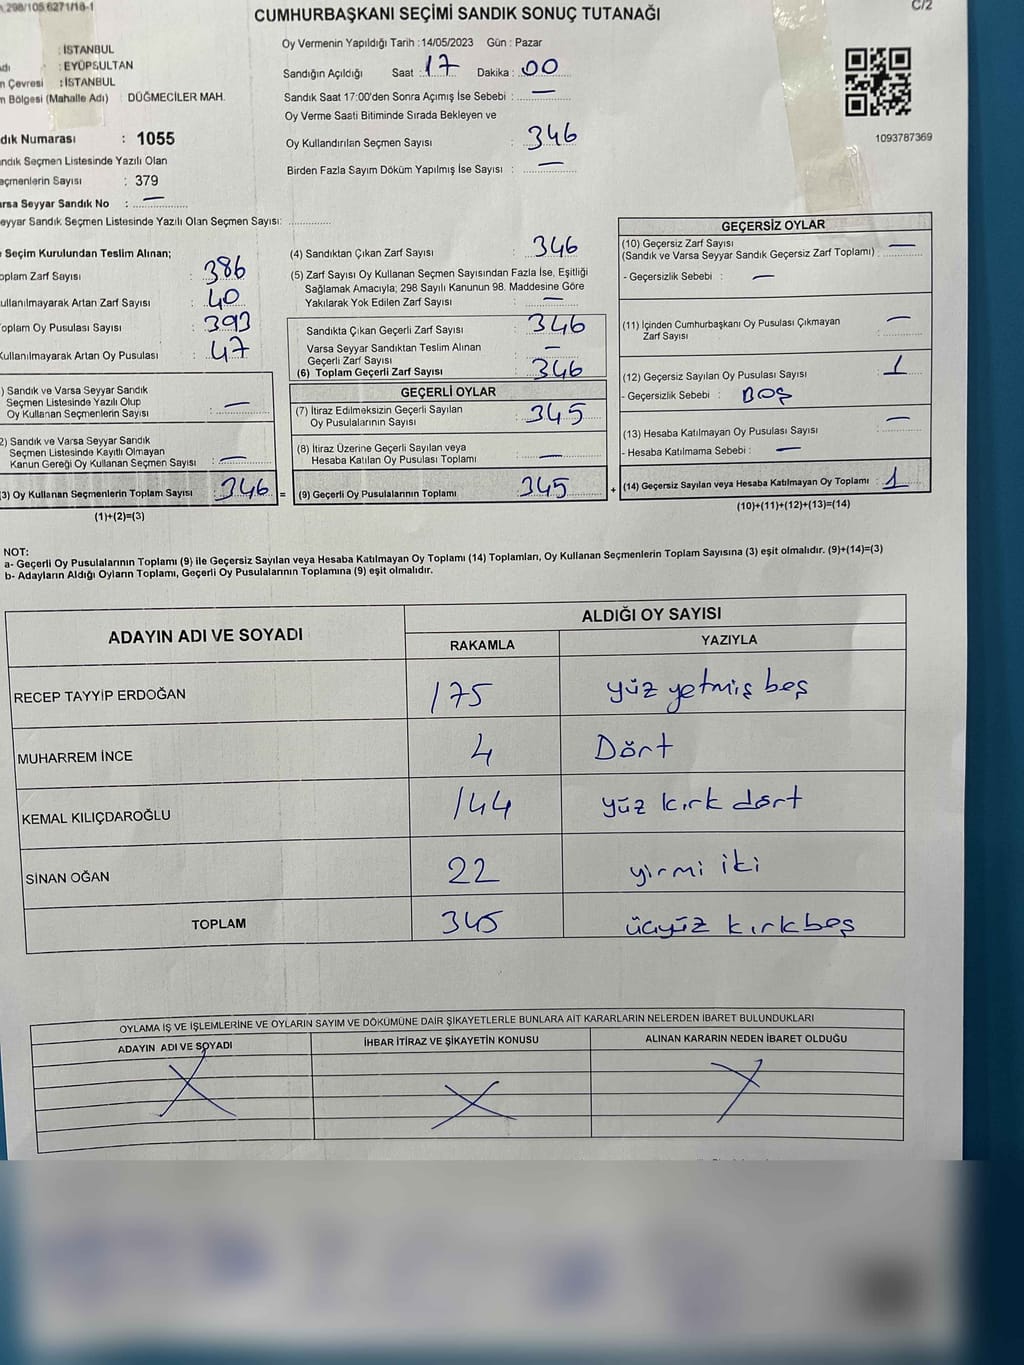 298/105.6271/18-1
C/2
CUMHURBAŞKANI SEÇİMİ SANDIK SONUÇ TUTANAĞI
: İSTANBUL
: EYÜPSULTAN
Çevresi : İSTANBUL
Bölgesi (Mahalle Adı) DÜĞMECİLER MAH.
Numarası : 1055
Seçmen Listesinde Yazılı Olan
Sayısı : 379
Seyyar Sandık No : —
Sandık Seçmen Listesinde Yazılı Olan Seçmen Sayısı:
Oy Vermenin Yapıldığı Tarih :14/05/2023 Gün : Pazar
Sandığın Açıldığı Saat : 17 Dakika : 00
Sandık Saat 17:00'den Sonra Açımış İse Sebebi : —
Oy Verme Saati Bitiminde Sırada Bekleyen ve
Oy Kullandırılan Seçmen Sayısı : 346
Birden Fazla Sayım Döküm Yapılmış İse Sayısı : —
1093787369
Seçim Kurulundan Teslim Alınan;
Zarf Sayısı : 386
Artan Zarf Sayısı : 40
Oy Pusulası Sayısı : 393
Artan Oy Pusulası : 47
Sandık ve Varsa Seyyar Sandık
Seçmen Listesinde Yazılı Olup
Oy Kullanan Seçmenlerin Sayısı : —
2) Sandık ve Varsa Seyyar Sandık
Seçmen Listesinde Kayıtlı Olmayan
Kanun Gereği Oy Kullanan Seçmen Sayısı : —
(3) Oy Kullanan Seçmenlerin Toplam Sayısı : 346 =
(1)+(2)=(3)
(4) Sandıktan Çıkan Zarf Sayısı : 346
(5) Zarf Sayısı Oy Kullanan Seçmen Sayısından Fazla İse, Eşitliği
Sağlamak Amacıyla; 298 Sayılı Kanunun 98. Maddesine Göre
Yakılarak Yok Edilen Zarf Sayısı : —
Sandıkta Çıkan Geçerli Zarf Sayısı : 346
Varsa Seyyar Sandıktan Teslim Alınan
Geçerli Zarf Sayısı : —
(6) Toplam Geçerli Zarf Sayısı : 346
GEÇERLİ OYLAR
(7) İtiraz Edilmeksizin Geçerli Sayılan
Oy Pusulalarının Sayısı : 345
(8) İtiraz Üzerine Geçerli Sayılan veya
Hesaba Katılan Oy Pusulası Toplamı : —
(9) Geçerli Oy Pusulalarının Toplamı : 345 +
GEÇERSİZ OYLAR
(10) Geçersiz Zarf Sayısı
(Sandık ve Varsa Seyyar Sandık Geçersiz Zarf Toplamı) : —
- Geçersizlik Sebebi : —
(11) İçinden Cumhurbaşkanı Oy Pusulası Çıkmayan
Zarf Sayısı : —
(12) Geçersiz Sayılan Oy Pusulası Sayısı : 1
- Geçersizlik Sebebi : BOŞ
(13) Hesaba Katılmayan Oy Pusulası Sayısı : —
- Hesaba Katılmama Sebebi : —
(14) Geçersiz Sayılan veya Hesaba Katılmayan Oy Toplamı : 1
(10)+(11)+(12)+(13)=(14)
NOT:
a- Geçerli Oy Pusulalarının Toplamı (9) ile Geçersiz Sayılan veya Hesaba Katılmayan Oy Toplamı (14) Toplamları, Oy Kullanan Seçmenlerin Toplam Sayısına (3) eşit olmalıdır. (9)+(14)=(3)
b- Adayların Aldığı Oyların Toplamı, Geçerli Oy Pusulalarının Toplamına (9) eşit olmalıdır.
ADAYIN ADI VE SOYADI
ALDIĞI OY SAYISI
RAKAMLA YAZIYLA
RECEP TAYYİP ERDOĞAN 175 yüz yetmiş beş
MUHARREM İNCE 4 Dört
KEMAL KILIÇDAROĞLU 144 yüz kırk dört
SİNAN OĞAN 22 yirmi iki
TOPLAM 345 üçyüz kırkbeş
OYLAMA İŞ VE İŞLEMLERİNE VE OYLARIN SAYIM VE DÖKÜMÜNE DAİR ŞİKAYETLERLE BUNLARA AİT KARARLARIN NELERDEN İBARET BULUNDUKLARI
ADAYIN ADI VE SOYADI İHBAR İTİRAZ VE ŞİKAYETİN KONUSU ALINAN KARARIN NEDEN İBARET OLDUĞU